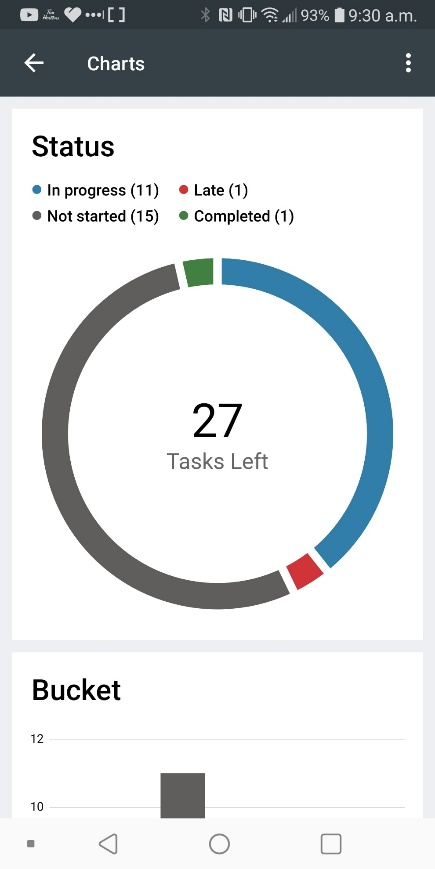 93% 9:30 a.m.
Charts
Status
In progress (11) Late (1)
Not started (15) Completed (1)
27
Tasks Left
Bucket
12
10